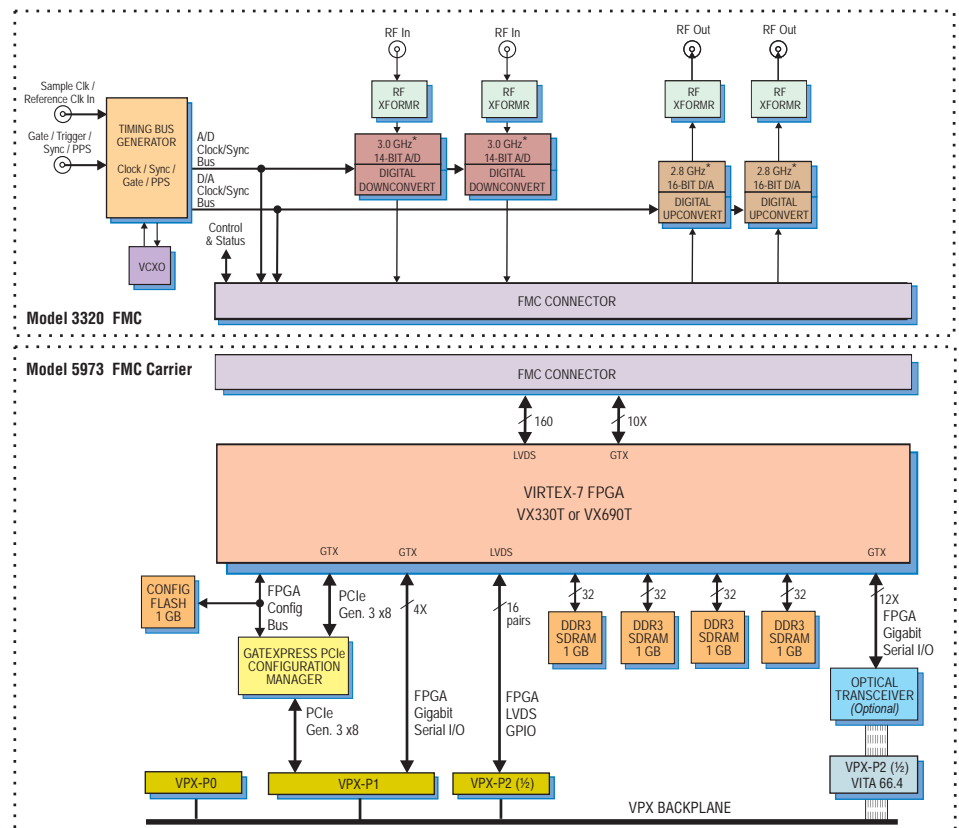 RF In
RF In
RF Out
RF Out
Sample Clk /
Reference Clk In
Gate / Trigger /
Sync / PPS
TIMING BUS
GENERATOR
Clock / Sync /
Gate / PPS
VCXO
A/D
Clock/Sync
Bus
D/A
Clock/Sync
Bus
Control
& Status
RF
XFORMR
RF
XFORMR
RF
XFORMR
RF
XFORMR
3.0 GHz*
14-BIT A/D
DIGITAL
DOWNCONVERT
3.0 GHz*
14-BIT A/D
DIGITAL
DOWNCONVERT
2.8 GHz*
16-BIT D/A
DIGITAL
UPCONVERT
2.8 GHz*
16-BIT D/A
DIGITAL
UPCONVERT
FMC CONNECTOR
Model 3320 FMC
Model 5973 FMC Carrier
FMC CONNECTOR
160
10X
LVDS
GTX
VIRTEX-7 FPGA
VX330T or VX690T
GTX
GTX
LVDS
GTX
CONFIG
FLASH
1 GB
FPGA
Config
Bus
PCIe
Gen. 3 x8
4X
16
pairs
32
32
32
32
12X
FPGA
Gigabit
Serial I/O
DDR3
SDRAM
1 GB
DDR3
SDRAM
1 GB
DDR3
SDRAM
1 GB
DDR3
SDRAM
1 GB
GATEXPRESS PCIe
CONFIGURATION
MANAGER
OPTICAL
TRANSCEIVER
(Optional)
PCIe
Gen. 3 x8
FPGA
Gigabit
Serial I/O
FPGA
LVDS
GPIO
VPX-P0
VPX-P1
VPX-P2 (½)
VPX-P2 (½)
VITA 66.4
VPX BACKPLANE